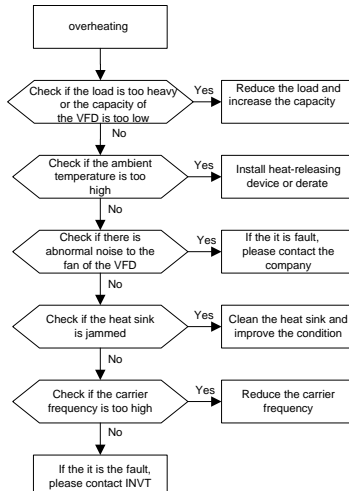 overheating
Check if the load is too heavy
or the capacity of
the VFD is too low
Yes
Reduce the load and
increase the capacity
No
Check if the ambient
temperature is too
high
Yes
Install heat-releasing
device or derate
No
Check if there is
abnormal noise to the
fan of the VFD
Yes
If the it is fault,
please contact the
company
No
Check if the heat sink
is jammed
Yes
Clean the heat sink and
improve the condition
No
Check if the carrier
frequency is too high
Yes
Reduce the carrier
frequency
No
If the it is the fault,
please contact INVT